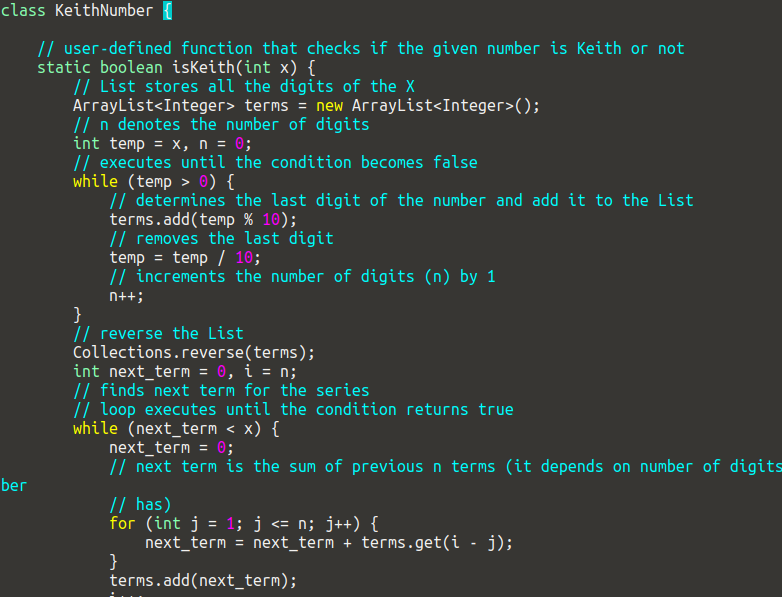 class KeithNumber {
    // user-defined function that checks if the given number is Keith or not
    static boolean isKeith(int x) {
        // List stores all the digits of the X
        ArrayList<Integer> terms = new ArrayList<Integer>();
        // n denotes the number of digits
        int temp = x, n = 0;
        // executes until the condition becomes false
        while (temp > 0) {
            // determines the last digit of the number and add it to the List
            terms.add(temp % 10);
            // removes the last digit
            temp = temp / 10;
            // increments the number of digits (n) by 1
            n++;
        }
        // reverse the List
        Collections.reverse(terms);
        int next_term = 0, i = n;
        // finds next term for the series
        // loop executes until the condition returns true
        while (next_term < x) {
            next_term = 0;
            // next term is the sum of previous n terms (it depends on number of digits
ber
            // has)
            for (int j = 1; j <= n; j++) {
                next_term = next_term + terms.get(i - j);
            }
            terms.add(next_term);